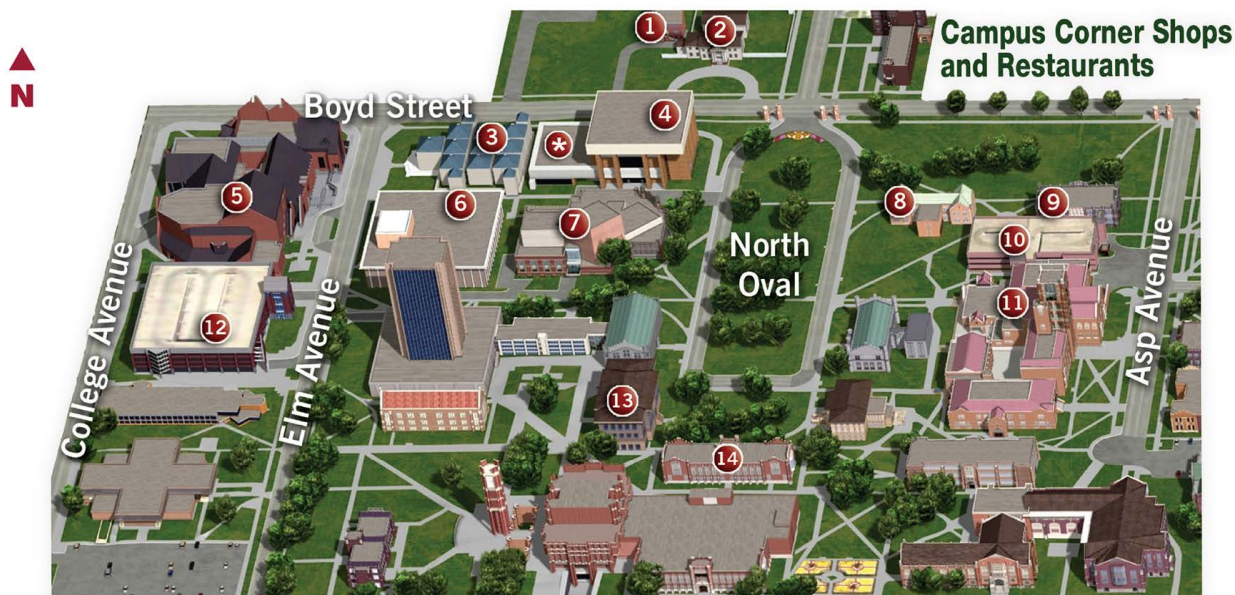 1
2
Campus Corner Shops
and Restaurants
N
Boyd Street
3
*
4
5
6
7
8
9
10
11
North
Oval
College Avenue
Elm Avenue
Asp Avenue
12
13
14